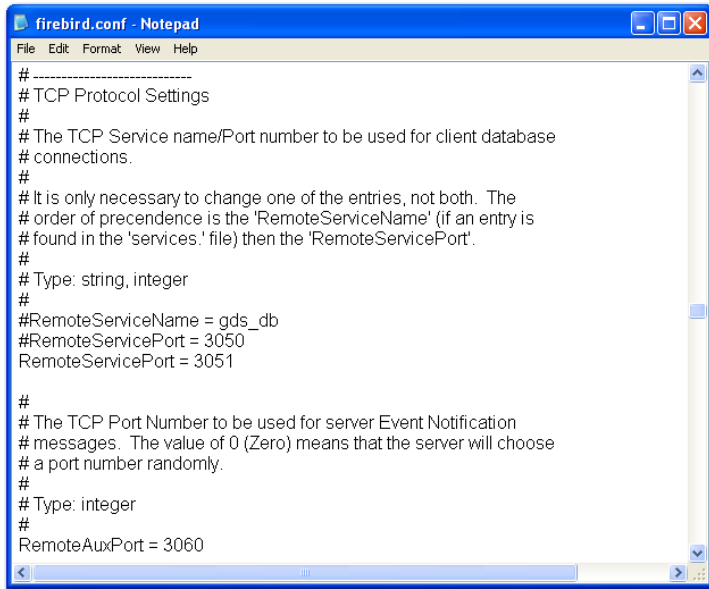 firebird.conf - Notepad
File Edit Format View Help
# ----------------------------
# TCP Protocol Settings
#
# The TCP Service name/Port number to be used for client database
# connections.
#
# It is only necessary to change one of the entries, not both.  The
# order of precendence is the 'RemoteServiceName' (if an entry is
# found in the 'services.' file) then the 'RemoteServicePort'.
#
# Type: string, integer
#
#RemoteServiceName = gds_db
#RemoteServicePort = 3050
RemoteServicePort = 3051

#
# The TCP Port Number to be used for server Event Notification
# messages.  The value of 0 (Zero) means that the server will choose
# a port number randomly.
#
# Type: integer
#
RemoteAuxPort = 3060